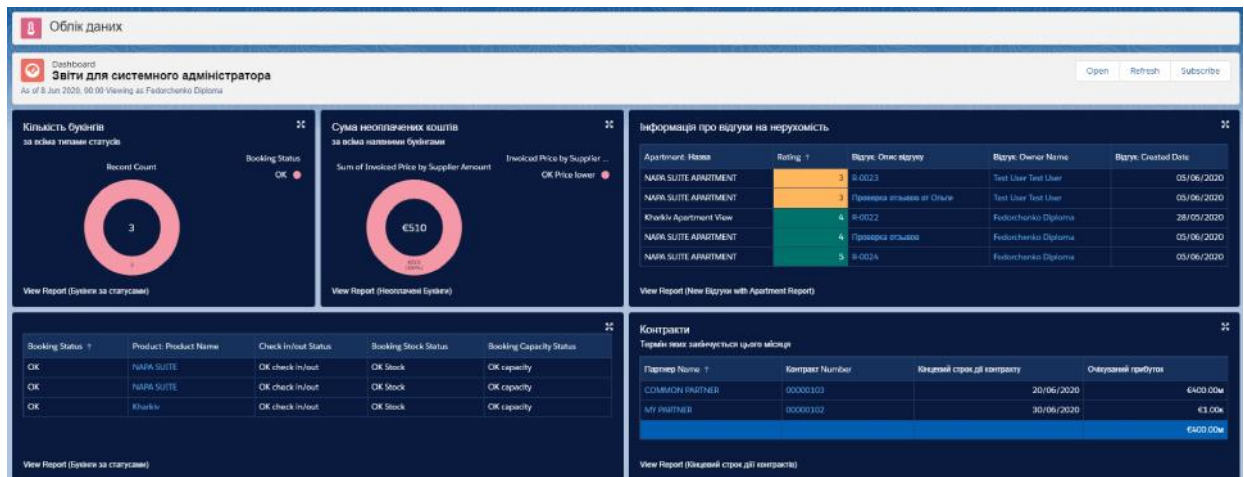 Облік даних
Dashboard
Звіти для системного адміністратора
As of 8 Jun 2020, 00:00 Viewing as Fedorchenko Diploma
Open Refresh Subscribe
Кількість букінгів
за всіма типами статусів
Record Count
Booking Status
OK
3
3
View Report (Букінги за статусами)
Сума неоплачених коштів
за всіма наявними букінгами
Sum of Invoiced Price by Supplier Amount
Invoiced Price by Supplier ...
OK Price lower
€510
€510
(100%)
View Report (Неоплачені Букінги)
Інформація про відгуки на нерухомість
Apartment: Назва Rating ↑ Відгук: Опис відгуку Відгук: Owner Name Відгук: Created Date
NAPA SUITE APARTMENT 3 R-0023 Test User Test User 05/06/2020
NAPA SUITE APARTMENT 3 Проверка отзывов от Ольги Test User Test User 05/06/2020
Kharkiv Apartment View 4 R-0022 Fedorchenko Diploma 28/05/2020
NAPA SUITE APARTMENT 4 Проверка отзывов Fedorchenko Diploma 05/06/2020
NAPA SUITE APARTMENT 5 R-0024 Fedorchenko Diploma 05/06/2020
View Report (New Відгуки with Apartment Report)
Booking Status ↑ Product: Product Name Check in/out Status Booking Stock Status Booking Capacity Status
OK NAPA SUITE OK check in/out OK Stock OK capacity
OK NAPA SUITE OK check in/out OK Stock OK capacity
OK Kharkiv OK check in/out OK Stock OK capacity
View Report (Букінги за статусами)
Контракти
Термін яких закінчується цього місяця
Партнер Name ↑ Контракт Number Кінцевий строк дії контракту Очікуваний прибуток
COMMON PARTNER 00000103 20/06/2020 €400.00м
MY PARTNER 00000102 30/06/2020 €1.00к
€400.00м
View Report (Кінцевий строк дії контрактів)